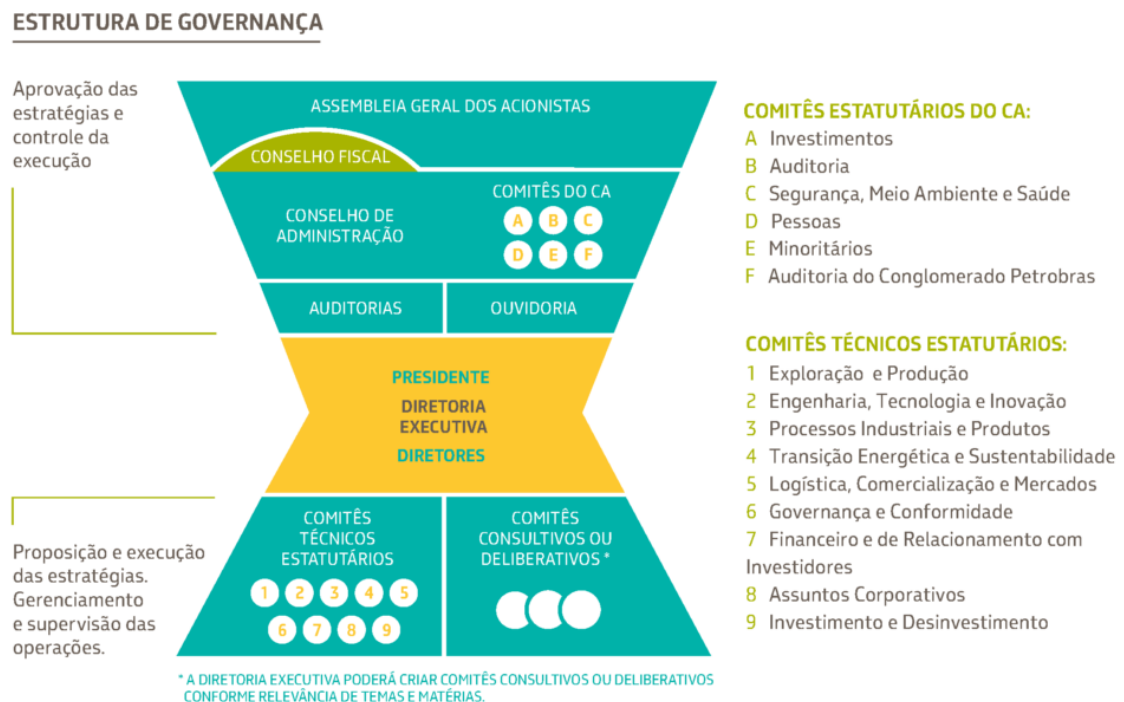 ESTRUTURA DE GOVERNANÇA
Aprovação das
estratégias e
controle da
execução
ASSEMBLEIA GERAL DOS ACIONISTAS
CONSELHO FISCAL
CONSELHO DE
ADMINISTRAÇÃO
COMITÊS DO CA
A B C
D E F
AUDITORIAS
OUVIDORIA
PRESIDENTE
DIRETORIA
EXECUTIVA
DIRETORES
Proposição e execução
das estratégias.
Gerenciamento
e supervisão das
operações.
COMITÊS
TÉCNICOS
ESTATUTÁRIOS
1 2 3 4 5
6 7 8 9
COMITÊS
CONSULTIVOS OU
DELIBERATIVOS *
* A DIRETORIA EXECUTIVA PODERÁ CRIAR COMITÊS CONSULTIVOS OU DELIBERATIVOS
CONFORME RELEVÂNCIA DE TEMAS E MATÉRIAS.
COMITÊS ESTATUTÁRIOS DO CA:
A Investimentos
B Auditoria
C Segurança, Meio Ambiente e Saúde
D Pessoas
E Minoritários
F Auditoria do Conglomerado Petrobras
COMITÊS TÉCNICOS ESTATUTÁRIOS:
1 Exploração e Produção
2 Engenharia, Tecnologia e Inovação
3 Processos Industriais e Produtos
4 Transição Energética e Sustentabilidade
5 Logística, Comercialização e Mercados
6 Governança e Conformidade
7 Financeiro e de Relacionamento com
Investidores
8 Assuntos Corporativos
9 Investimento e Desinvestimento